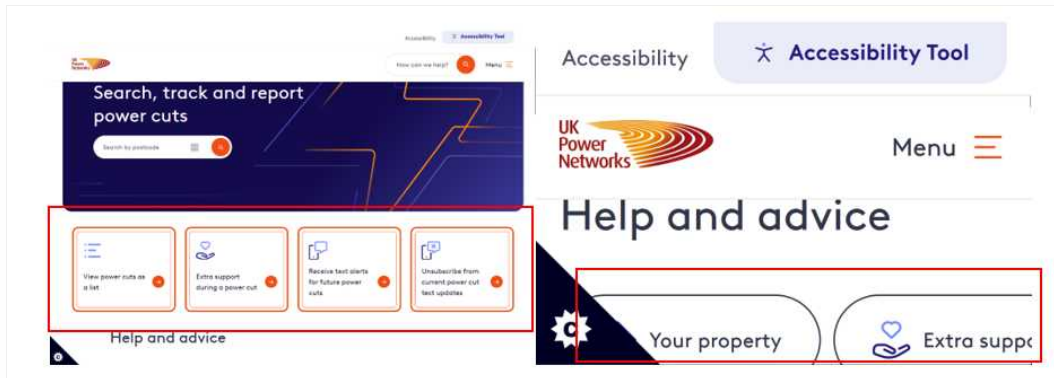 Accessibility Accessibility Tool
UK
Power
Networks
How can we help? Menu
Search, track and report
power cuts
Search by postcode
View power cuts as
a list
Extra support
during a power cut
Receive text alerts
for future power
cuts
Unsubscribe from
current power cut
text updates
Help and advice
Accessibility Accessibility Tool
UK
Power
Networks
Menu
Help and advice
Your property Extra suppo